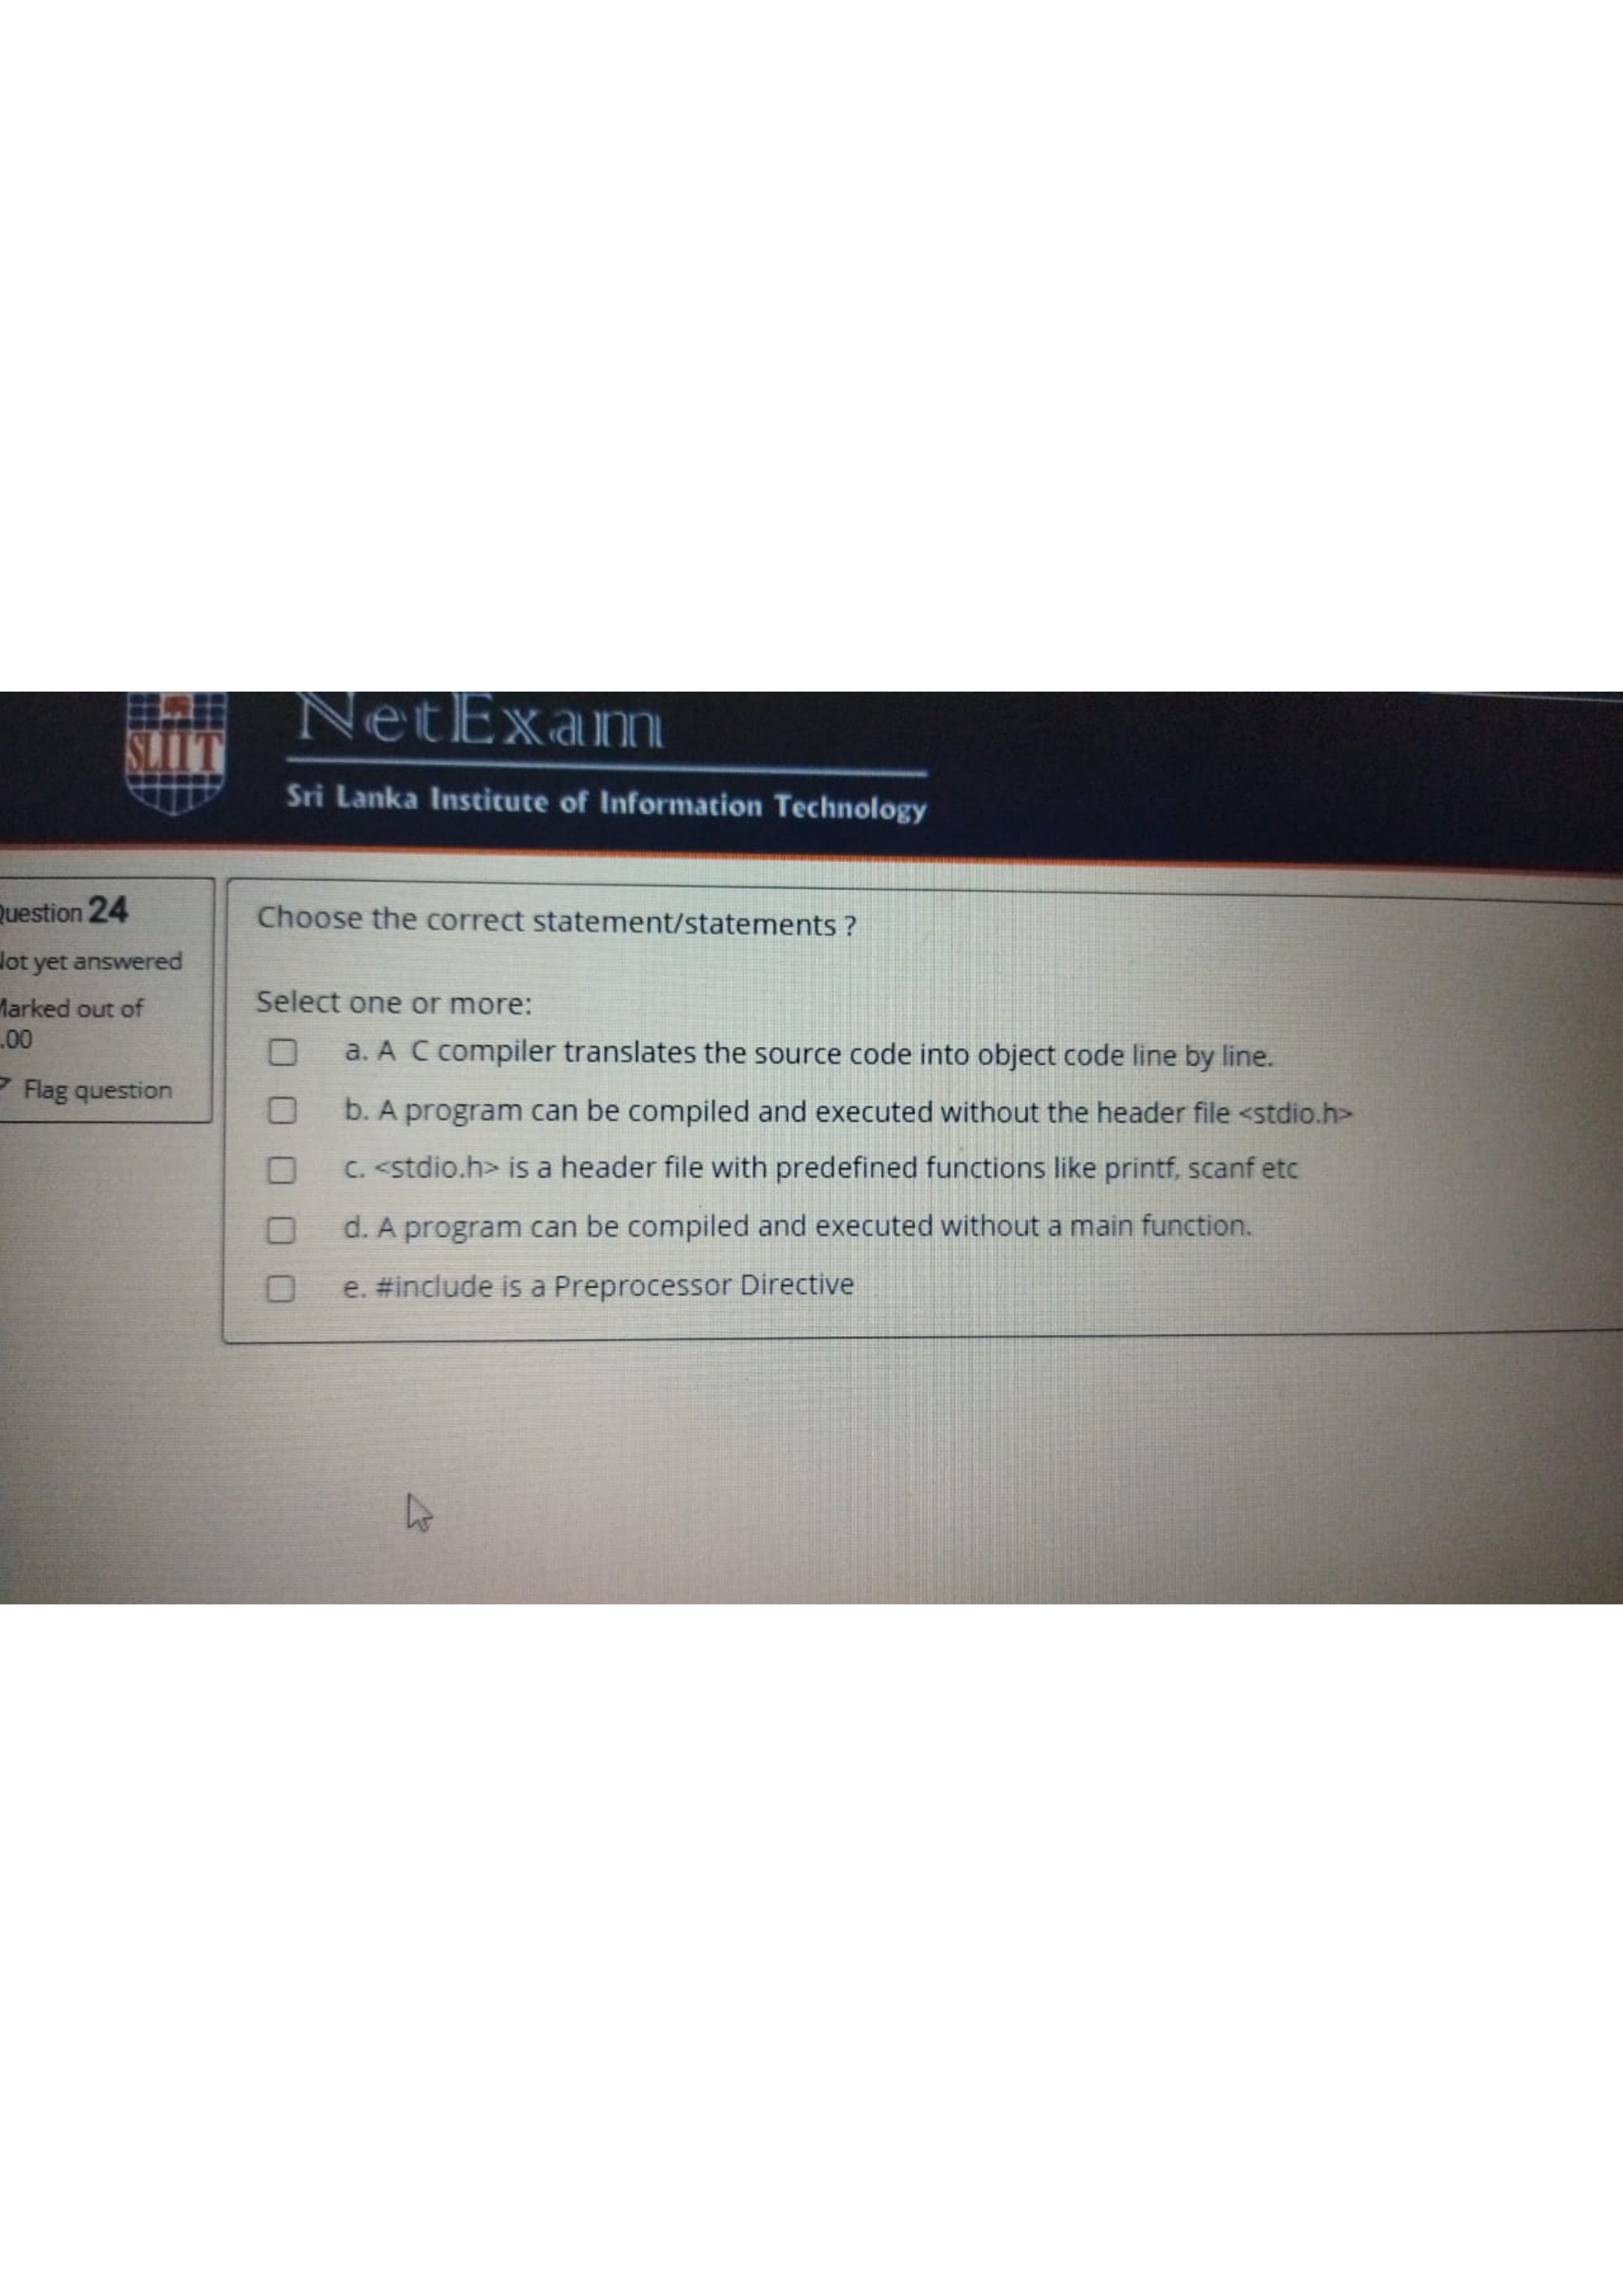 NetExam
SLIIT
Sri Lanka Institute of Information Technology
Question 24
Not yet answered
Marked out of
.00
Flag question
Choose the correct statement/statements ?
Select one or more:
a. A C compiler translates the source code into object code line by line.
b. A program can be compiled and executed without the header file <stdio.h>
c. <stdio.h> is a header file with predefined functions like printf, scanf etc
d. A program can be compiled and executed without a main function.
e. #include is a Preprocessor Directive